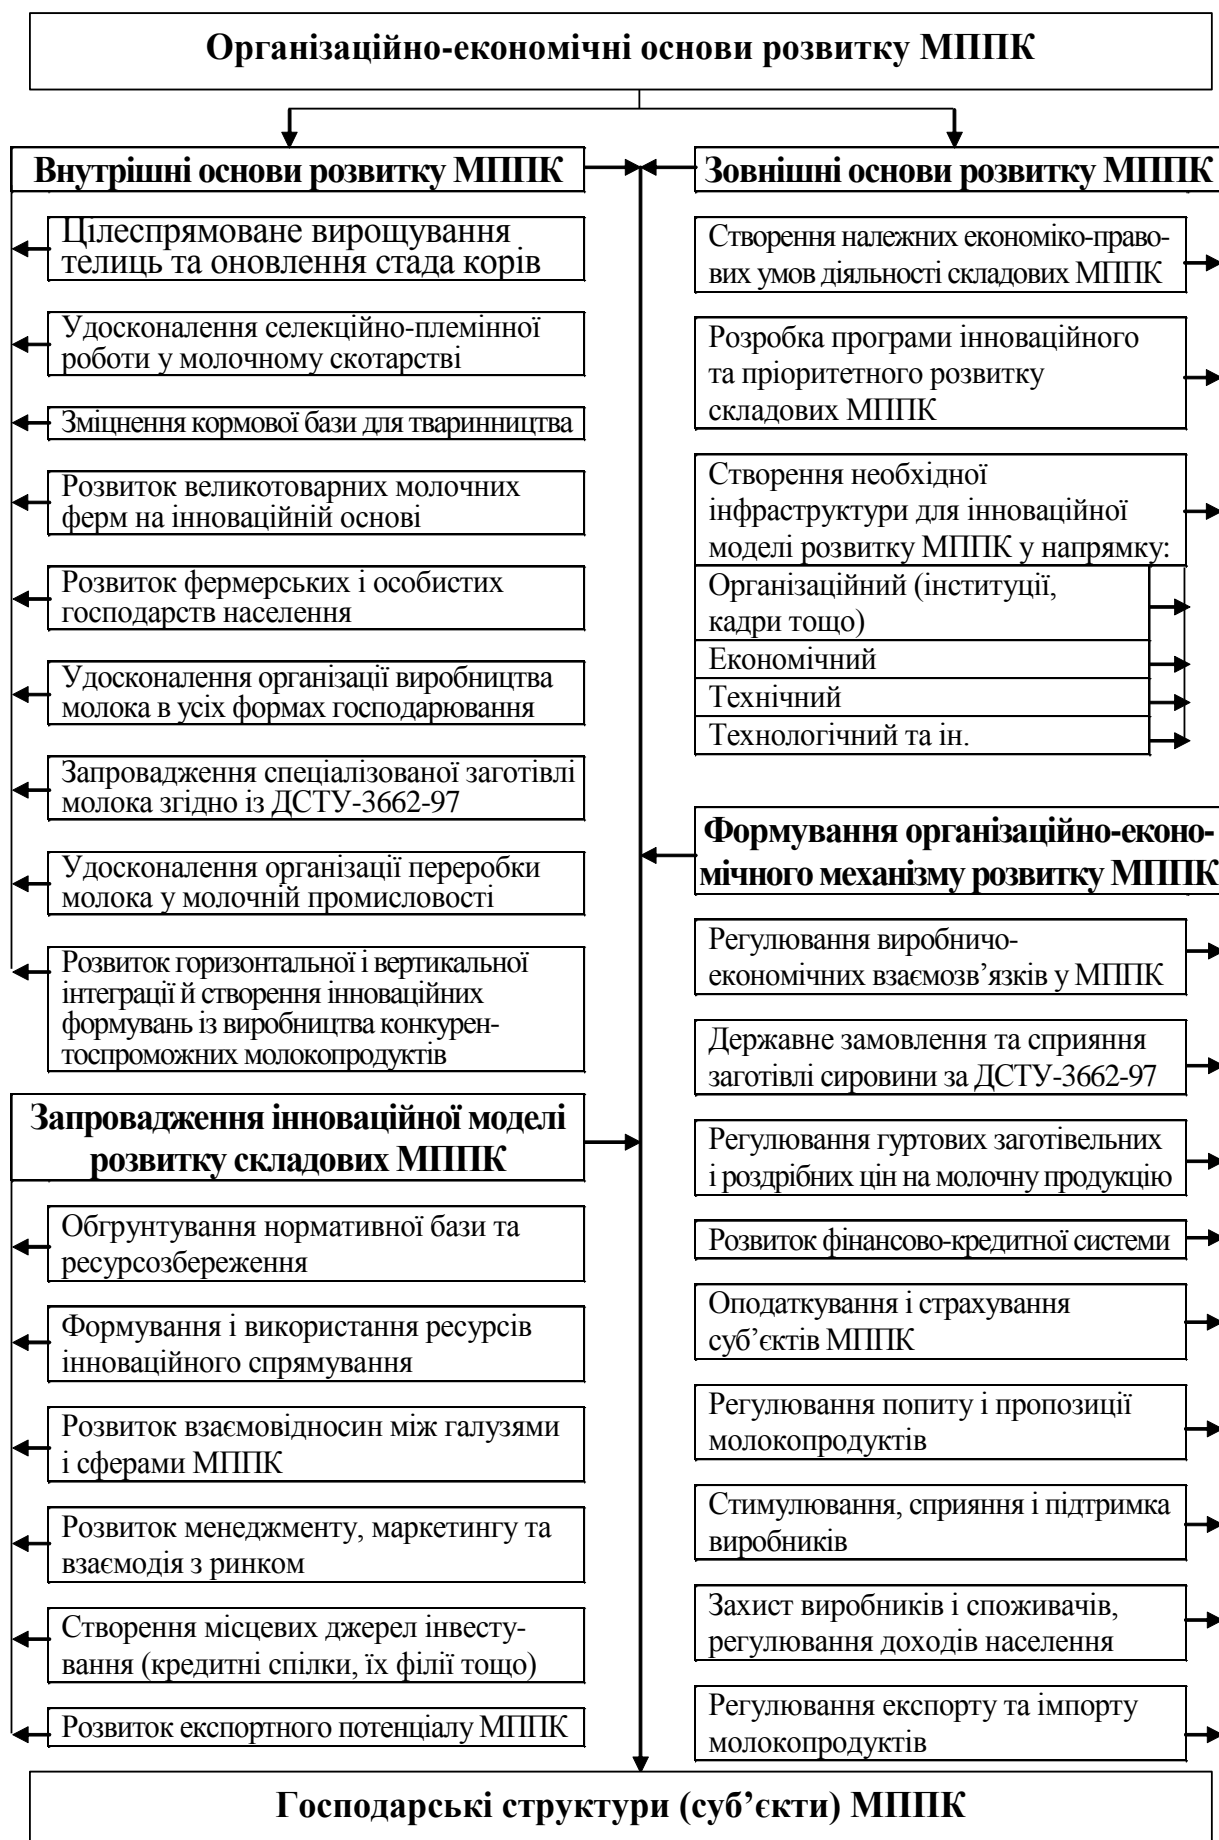 Організаційно-економічні основи розвитку МППК
Внутрішні основи розвитку МППК
Цілеспрямоване вирощування
телиць та оновлення стада корів
Удосконалення селекційно-племінної
роботи у молочному скотарстві
Зміцнення кормової бази для тваринництва
Розвиток великотоварних молочних
ферм на інноваційній основі
Розвиток фермерських і особистих
господарств населення
Удосконалення організації виробництва
молока в усіх формах господарювання
Запровадження спеціалізованої заготівлі
молока згідно із ДСТУ-3662-97
Удосконалення організації переробки
молока у молочній промисловості
Розвиток горизонтальної і вертикальної
інтеграції й створення інноваційних
формувань із виробництва конкурен-
тоспроможних молокопродуктів
Запровадження інноваційної моделі
розвитку складових МППК
Обгрунтування нормативної бази та
ресурсозбереження
Формування і використання ресурсів
інноваційного спрямування
Розвиток взаємовідносин між галузями
і сферами МППК
Розвиток менеджменту, маркетингу та
взаємодія з ринком
Створення місцевих джерел інвесту-
вання (кредитні спілки, їх філії тощо)
Розвиток експортного потенціалу МППК
Зовнішні основи розвитку МППК
Створення належних економіко-право-
вих умов діяльності складових МППК
Розробка програми інноваційного
та пріоритетного розвитку
складових МППК
Створення необхідної
інфраструктури для інноваційної
моделі розвитку МППК у напрямку:
Організаційний (інституції,
кадри тощо)
Економічний
Технічний
Технологічний та ін.
Формування організаційно-еконо-
мічного механізму розвитку МППК
Регулювання виробничо-
економічних взаємозв’язків у МППК
Державне замовлення та сприяння
заготівлі сировини за ДСТУ-3662-97
Регулювання гуртових заготівельних
і роздрібних цін на молочну продукцію
Розвиток фінансово-кредитної системи
Оподаткування і страхування
суб’єктів МППК
Регулювання попиту і пропозиції
молокопродуктів
Стимулювання, сприяння і підтримка
виробників
Захист виробників і споживачів,
регулювання доходів населення
Регулювання експорту та імпорту
молокопродуктів
Господарські структури (суб’єкти) МППК